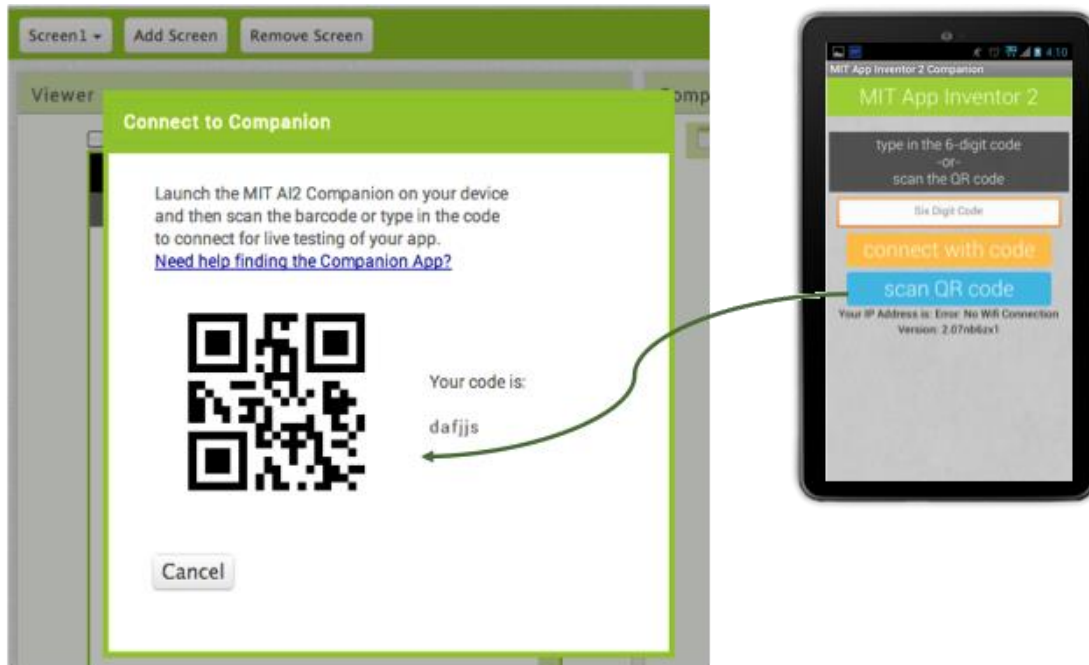 Screen1
Add Screen
Remove Screen
Viewer
Connect to Companion
Launch the MIT AI2 Companion on your device
and then scan the barcode or type in the code
to connect for live testing of your app.
Need help finding the Companion App?
Your code is:
dafjjs
Cancel
4:10
MIT App Inventor 2 Companion
MIT App Inventor 2
type in the 6-digit code
-or-
scan the QR code
Six Digit Code
connect with code
scan QR code
Your IP Address is: Error: No Wifi Connection